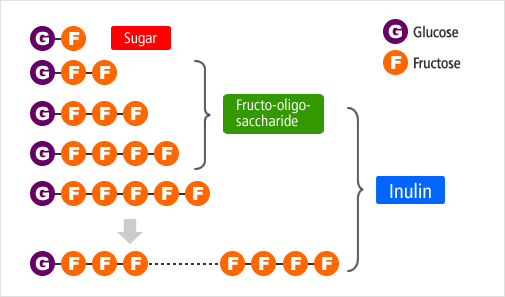 G F
Sugar
G Glucose
G F F
F Fructose
G F F F
Fructo-oligo-
saccharide
G F F F F
G F F F F F
Inulin
G F F F F F F F